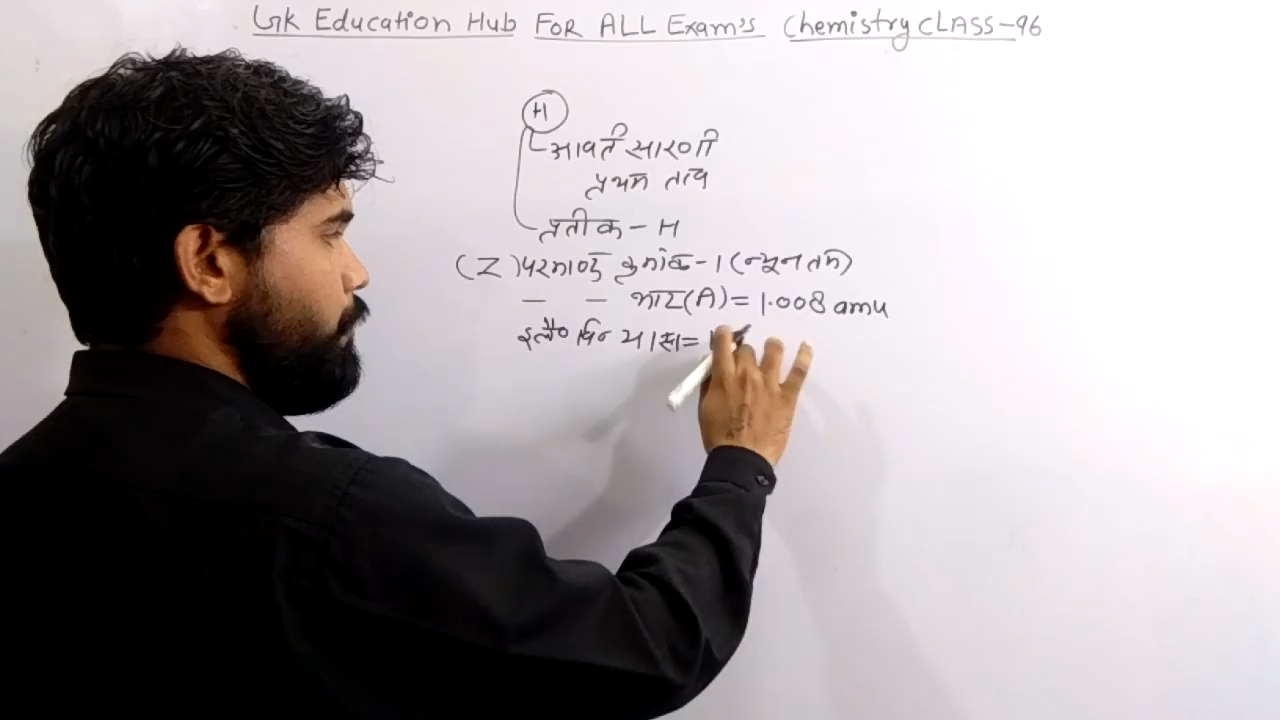 GK Education Hub FOR ALL Exam's Chemistry CLASS-96
H
आवर्त सारणी
प्रथम तत्व
प्रतीक - H
(Z) परमाणु क्रमांक - 1 (न्यूनतम)
— — भार (A) = 1.008 amu
इलै० विन्यास =